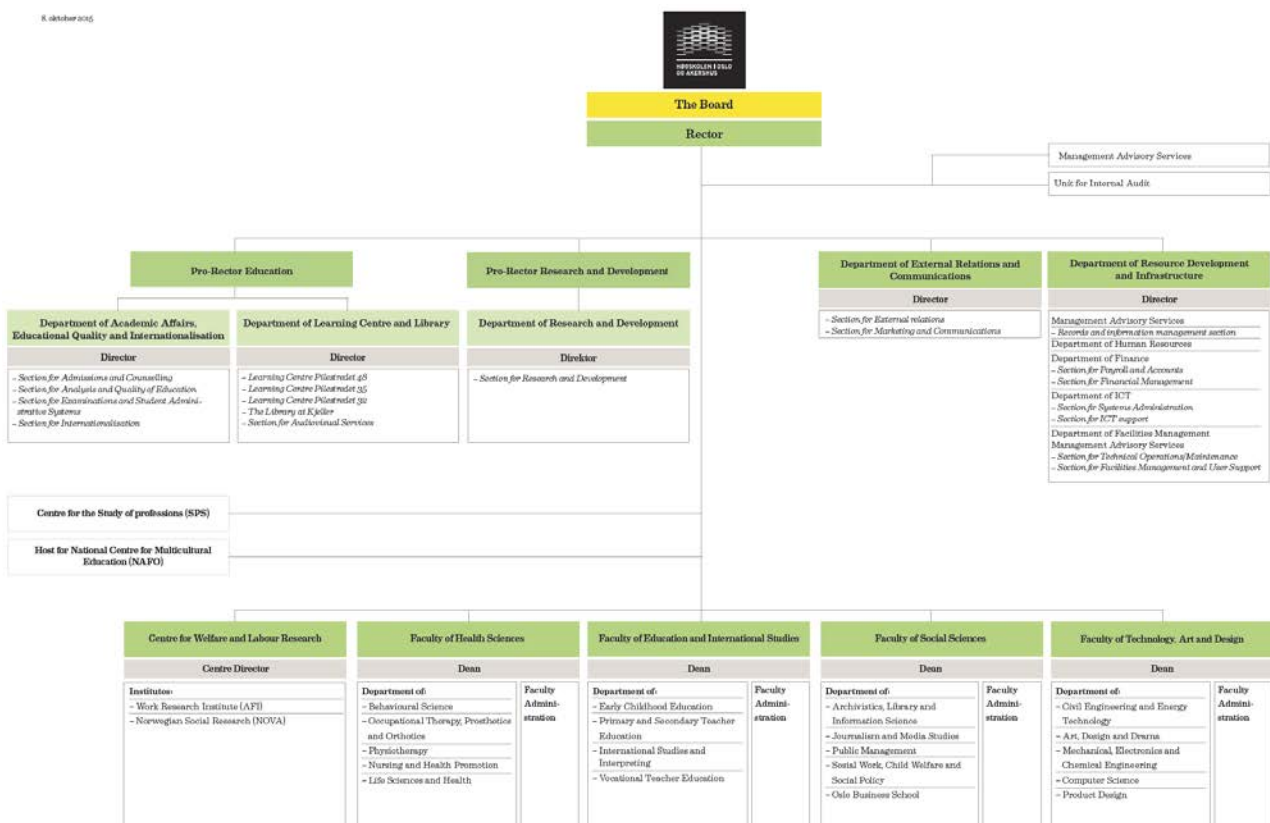 8. oktober 2015
HØGSKOLEN I OSLO
OG AKERSHUS
The Board
Rector
Management Advisory Services
Unit for Internal Audit
Pro-Rector Education
Pro-Rector Research and Development
Department of External Relations and
Communications
Director
– Section for External relations
– Section for Marketing and Communications
Department of Resource Development
and Infrastructure
Director
Management Advisory Services
– Records and information management section
Department of Human Resources
Department of Finance
– Section for Payroll and Accounts
– Section for Financial Management
Department of ICT
– Section for Systems Administration
– Section for ICT support
Department of Facilities Management
Management Advisory Services
– Section for Technical Operations/Maintenance
– Section for Facilities Management and User Support
Department of Academic Affairs,
Educational Quality and Internationalisation
Director
– Section for Admissions and Counselling
– Section for Analysis and Quality of Education
– Section for Examinations and Student Admini-
strative Systems
– Section for Internationalisation
Department of Learning Centre and Library
Director
– Learning Centre Pilestredet 48
– Learning Centre Pilestredet 35
– Learning Centre Pilestredet 32
– The Library at Kjeller
– Section for Audiovisual Services
Department of Research and Development
Direktor
– Section for Research and Development
Centre for the Study of professions (SPS)
Host for National Centre for Multicultural
Education (NAFO)
Centre for Welfare and Labour Research
Centre Director
Institutes:
– Work Research Institute (AFI)
– Norwegian Social Research (NOVA)
Faculty of Health Sciences
Dean
Department of:
– Behavioural Science
– Occupational Therapy, Prosthetics
and Orthotics
– Physiotherapy
– Nursing and Health Promotion
– Life Sciences and Health
Faculty
Admini-
stration
Faculty of Education and International Studies
Dean
Department of:
– Early Childhood Education
– Primary and Secondary Teacher
Education
– International Studies and
Interpreting
– Vocational Teacher Education
Faculty
Admini-
stration
Faculty of Social Sciences
Dean
Department of:
– Archivistics, Library and
Information Science
– Journalism and Media Studies
– Public Management
– Sosial Work, Child Welfare and
Social Policy
– Oslo Business School
Faculty
Admini-
stration
Faculty of Technology, Art and Design
Dean
Department of:
– Civil Engineering and Energy
Technology
– Art, Design and Drama
– Mechanical, Electronics and
Chemical Engineering
– Computer Science
– Product Design
Faculty
Admini-
stration